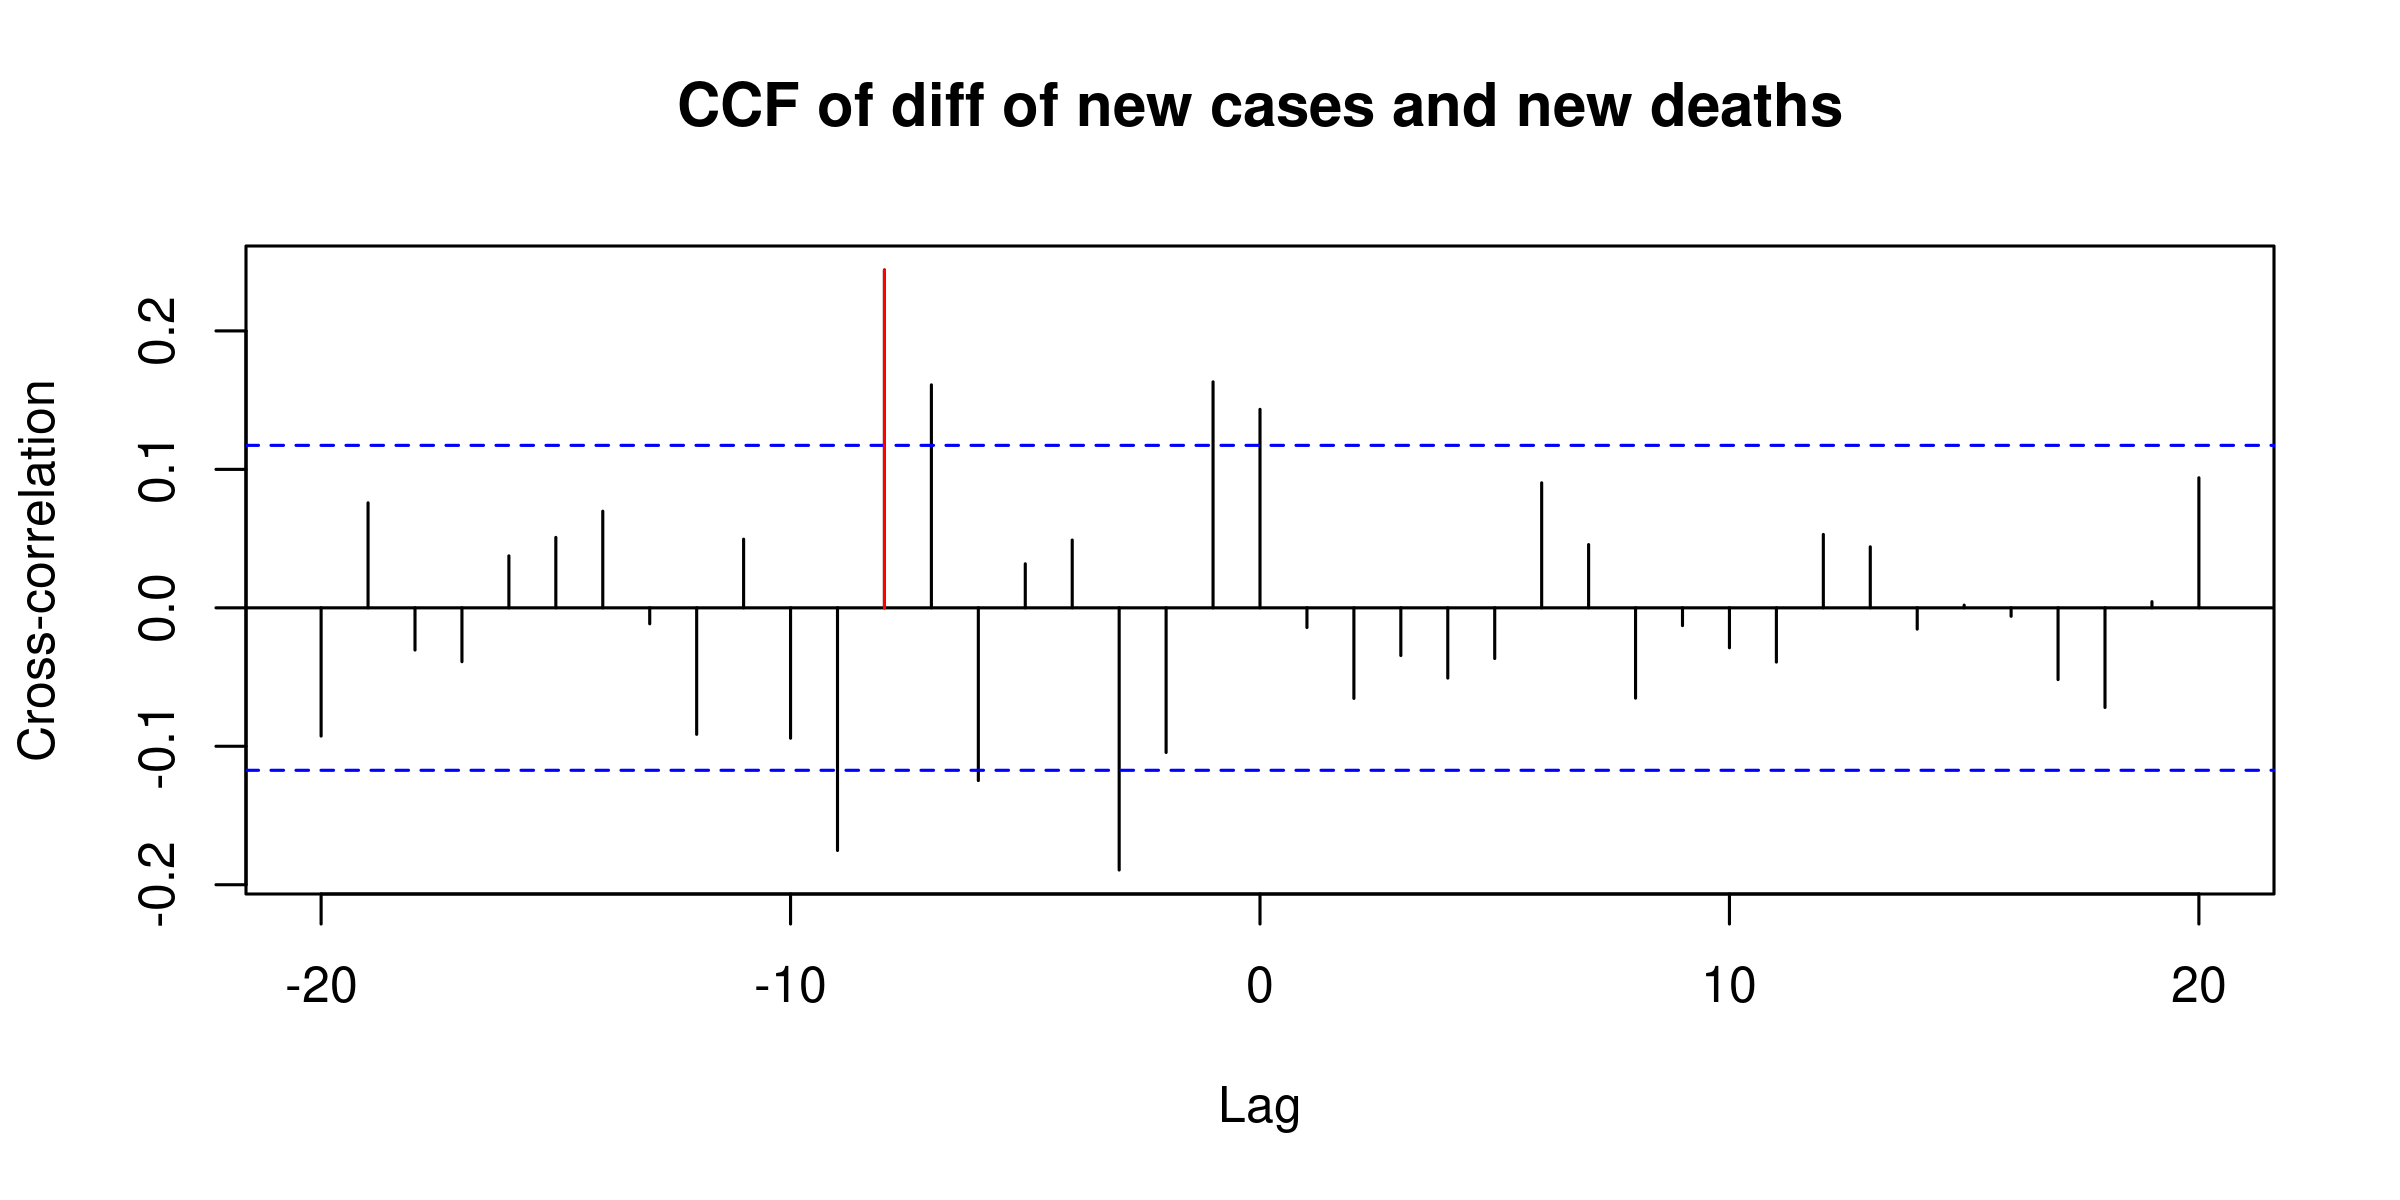 CCF of diff of new cases and new deaths
Cross-correlation
0.2
0.1
0.0
-0.1
-0.2
-20 -10 0 10 20
Lag